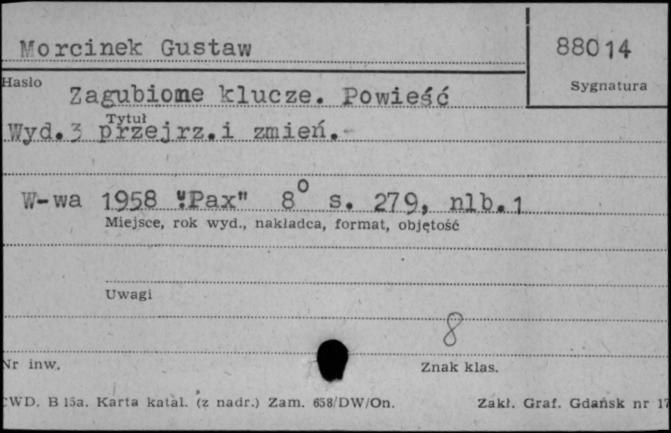 Morcinek Gustaw
88014
Hasło
Sygnatura
Zagubione klucze. Powieść
Tytuł
Wyd.3 przejrz.i zmień.-
W-wa 1958 "Pax" 8° s. 279, nlb.1
Miejsce, rok wyd., nakładca, format, objętość
Uwagi
8
Nr inw.
Znak klas.
CWD. B 15a. Karta katal. (z nadr.) Zam. 658/DW/On.
Zakł. Graf. Gdańsk nr 17